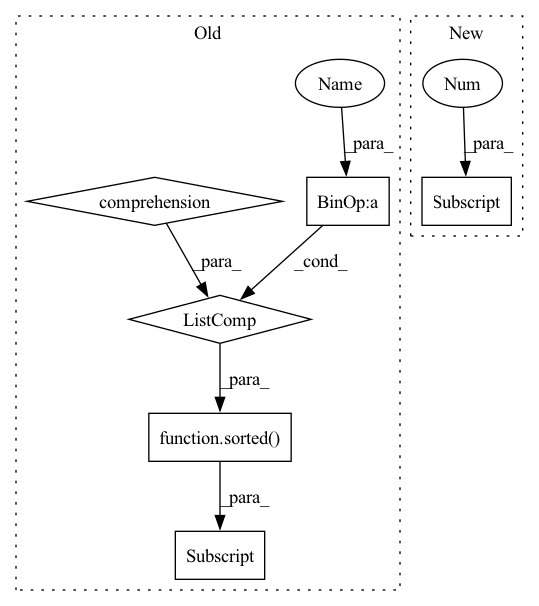 Old
New
Name
Num
_para_
_para_
comprehension
BinOp:a
Subscript
_para_
_cond_
ListComp
_para_
function.sorted()
_para_
Subscript